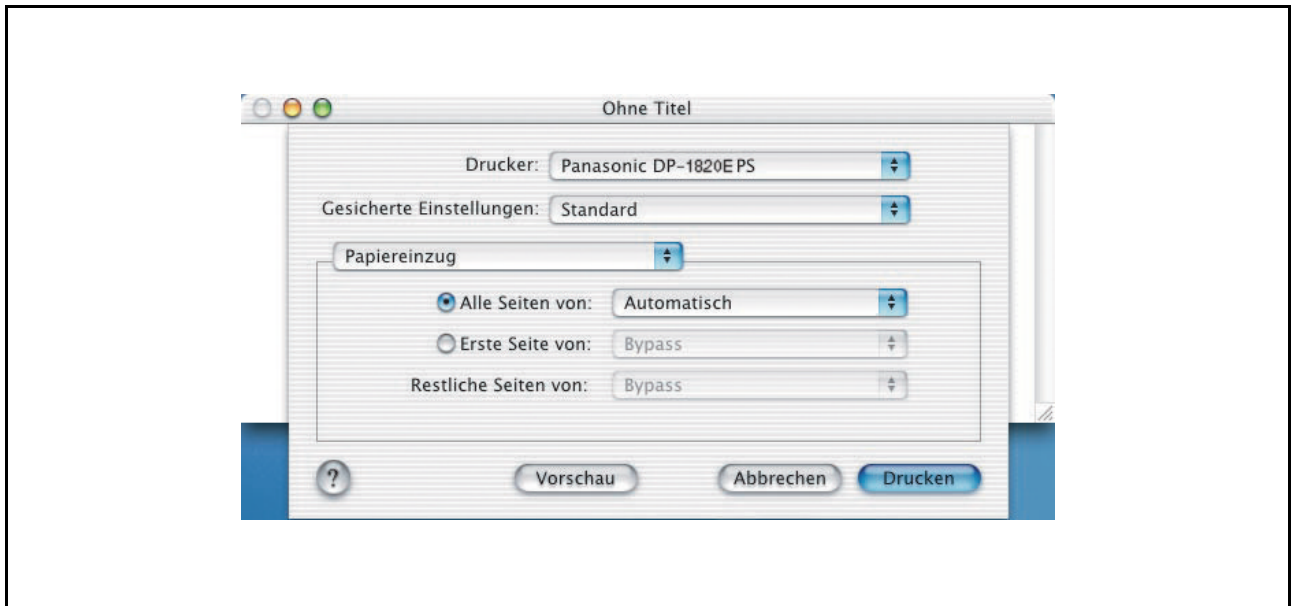 Ohne Titel
Drucker: Panasonic DP-1820E PS
Gesicherte Einstellungen: Standard
Papiereinzug
Alle Seiten von: Automatisch
Erste Seite von: Bypass
Restliche Seiten von: Bypass
? Vorschau Abbrechen Drucken